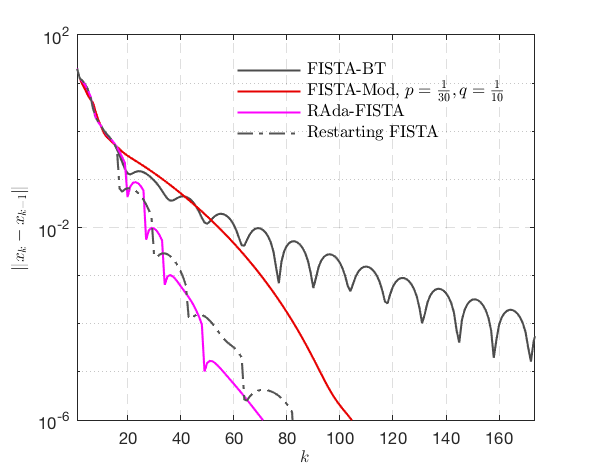 10^2
FISTA-BT
FISTA-Mod, p = 1/30, q = 1/10
RAda-FISTA
Restarting FISTA
10^-2
‖x_k − x_{k−1}‖
10^-6
20 40 60 80 100 120 140 160
k